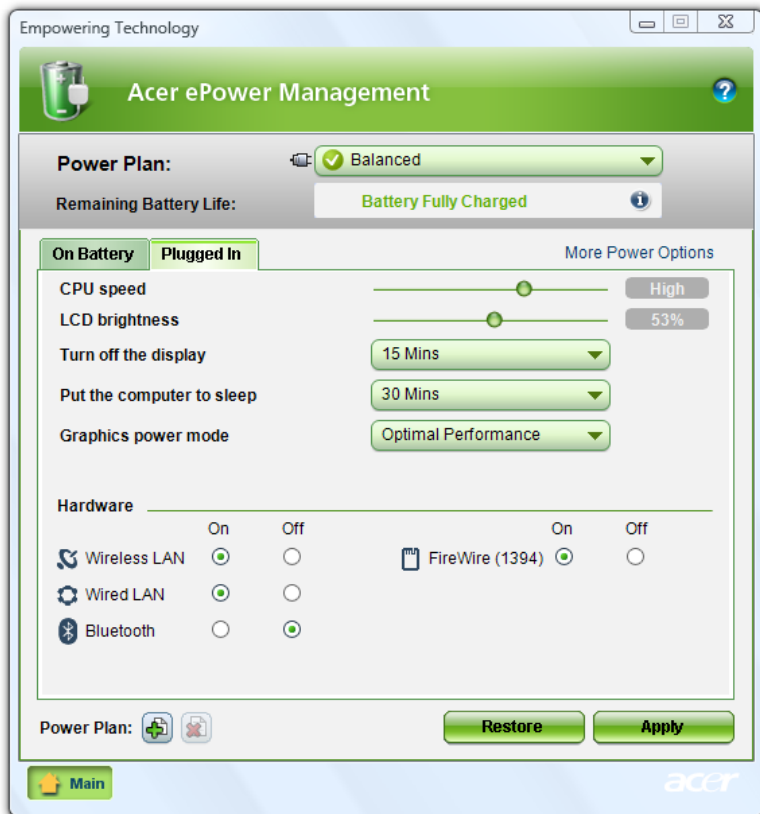 Empowering Technology
Acer ePower Management
Power Plan: Balanced
Remaining Battery Life: Battery Fully Charged
On Battery Plugged In More Power Options
CPU speed High
LCD brightness 53%
Turn off the display 15 Mins
Put the computer to sleep 30 Mins
Graphics power mode Optimal Performance
Hardware
On Off On Off
Wireless LAN FireWire (1394)
Wired LAN
Bluetooth
Power Plan: Restore Apply
Main acer